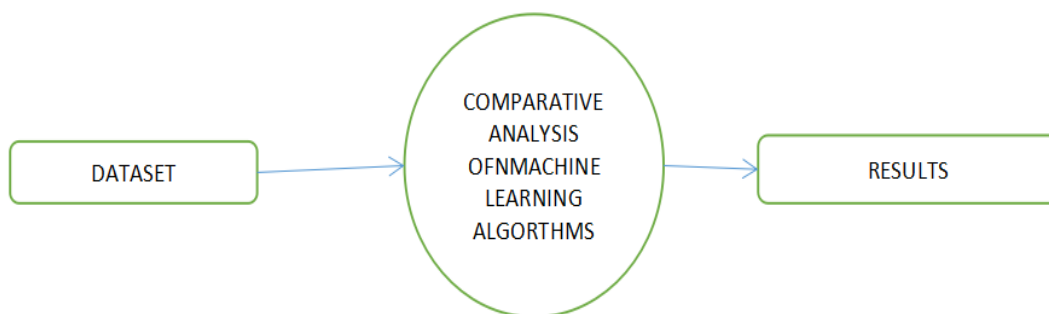 DATASET
COMPARATIVE
ANALYSIS
OFNMACHINE
LEARNING
ALGORTHMS
RESULTS